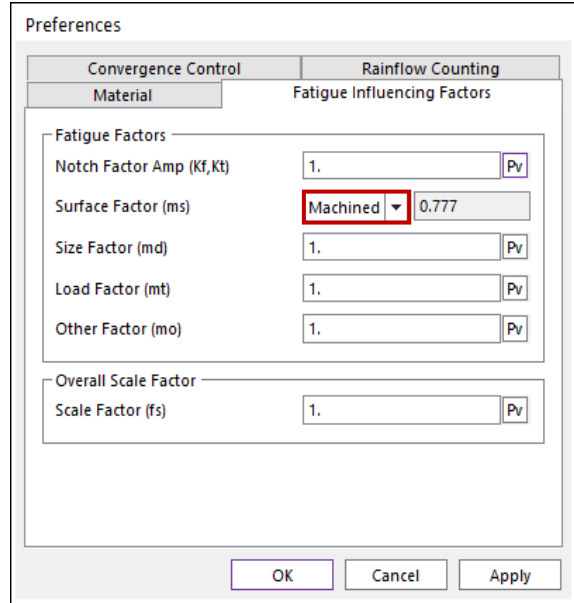 Preferences
Convergence Control
Rainflow Counting
Material
Fatigue Influencing Factors
Fatigue Factors
Notch Factor Amp (Kf,Kt) 1. Pv
Surface Factor (ms) Machined 0.777
Size Factor (md) 1. Pv
Load Factor (mt) 1. Pv
Other Factor (mo) 1. Pv
Overall Scale Factor
Scale Factor (fs) 1. Pv
OK Cancel Apply